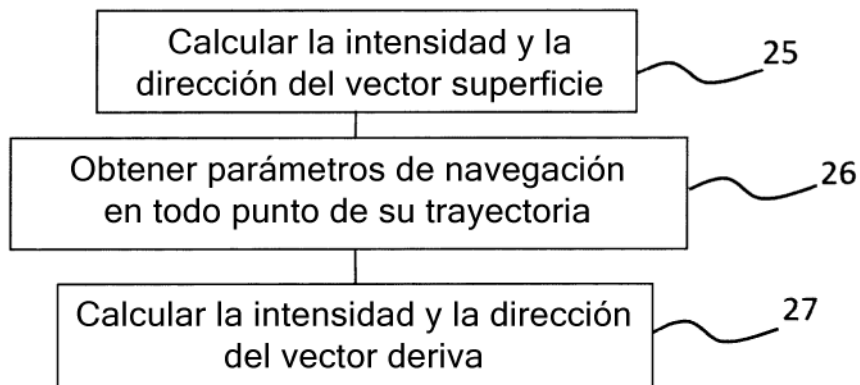 Calcular la intensidad y la
dirección del vector superficie
25
Obtener parámetros de navegación
en todo punto de su trayectoria
26
Calcular la intensidad y la dirección
del vector deriva
27